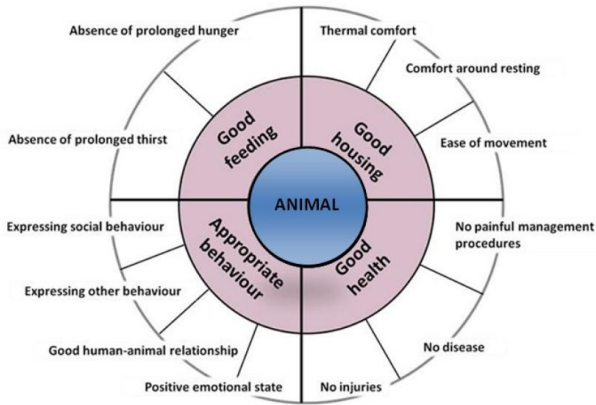 Absence of prolonged hunger
Thermal comfort
Comfort around resting
Absence of prolonged thirst
Ease of movement
Good
feeding
Good
housing
ANIMAL
Expressing social behaviour
No painful management
procedures
Appropriate
behaviour
Good
health
Expressing other behaviour
Good human-animal relationship
No disease
Positive emotional state
No injuries